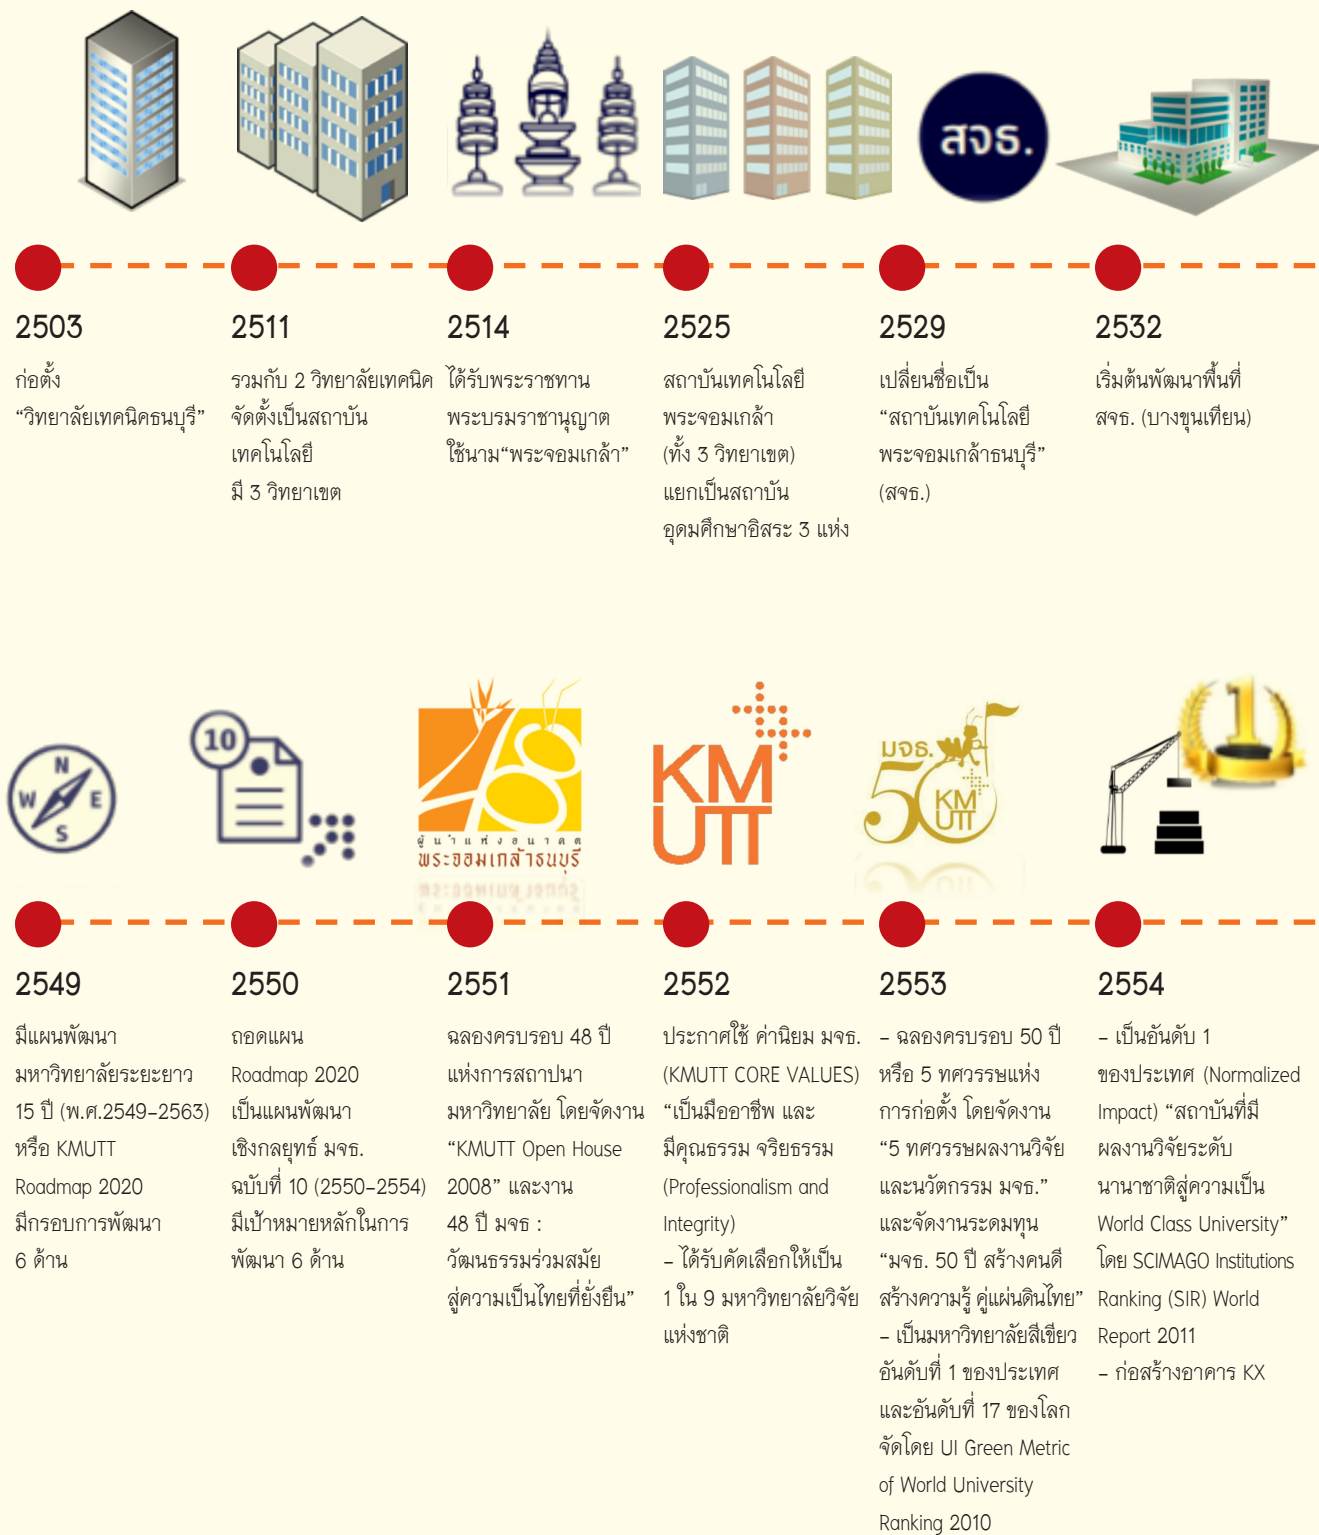 สจธ.
2503
ก่อตั้ง
“วิทยาลัยเทคนิคธนบุรี”
2511
รวมกับ 2 วิทยาลัยเทคนิค
จัดตั้งเป็นสถาบัน
เทคโนโลยี
มี 3 วิทยาเขต
2514
ได้รับพระราชทาน
พระบรมราชานุญาต
ใช้นาม“พระจอมเกล้า”
2525
สถาบันเทคโนโลยี
พระจอมเกล้า
(ทั้ง 3 วิทยาเขต)
แยกเป็นสถาบัน
อุดมศึกษาอิสระ 3 แห่ง
2529
เปลี่ยนชื่อเป็น
“สถาบันเทคโนโลยี
พระจอมเกล้าธนบุรี”
(สจธ.)
2532
เริ่มต้นพัฒนาพื้นที่
สจธ. (บางขุนเทียน)
N
W E
S
10
48
ผู้นำแห่งอนาคต
พระจอมเกล้าธนบุรี
KM
UTT
มจธ.
50
KM
UTT
1
2549
มีแผนพัฒนา
มหาวิทยาลัยระยะยาว
15 ปี (พ.ศ.2549–2563)
หรือ KMUTT
Roadmap 2020
มีกรอบการพัฒนา
6 ด้าน
2550
ถอดแผน
Roadmap 2020
เป็นแผนพัฒนา
เชิงกลยุทธ์ มจธ.
ฉบับที่ 10 (2550–2554)
มีเป้าหมายหลักในการ
พัฒนา 6 ด้าน
2551
ฉลองครบรอบ 48 ปี
แห่งการสถาปนา
มหาวิทยาลัย โดยจัดงาน
“KMUTT Open House
2008” และงาน
48 ปี มจธ :
วัฒนธรรมร่วมสมัย
สู่ความเป็นไทยที่ยั่งยืน”
2552
ประกาศใช้ ค่านิยม มจธ.
(KMUTT CORE VALUES)
“เป็นมืออาชีพ และ
มีคุณธรรม จริยธรรม
(Professionalism and
Integrity)
– ได้รับคัดเลือกให้เป็น
1 ใน 9 มหาวิทยาลัยวิจัย
แห่งชาติ
2553
– ฉลองครบรอบ 50 ปี
หรือ 5 ทศวรรษแห่ง
การก่อตั้ง โดยจัดงาน
“5 ทศวรรษผลงานวิจัย
และนวัตกรรม มจธ.”
และจัดงานระดมทุน
“มจธ. 50 ปี สร้างคนดี
สร้างความรู้ คู่แผ่นดินไทย”
– เป็นมหาวิทยาลัยสีเขียว
อันดับที่ 1 ของประเทศ
และอันดับที่ 17 ของโลก
จัดโดย UI Green Metric
of World University
Ranking 2010
2554
– เป็นอันดับ 1
ของประเทศ (Normalized
Impact) “สถาบันที่มี
ผลงานวิจัยระดับ
นานาชาติสู่ความเป็น
World Class University”
โดย SCIMAGO Institutions
Ranking (SIR) World
Report 2011
– ก่อสร้างอาคาร KX